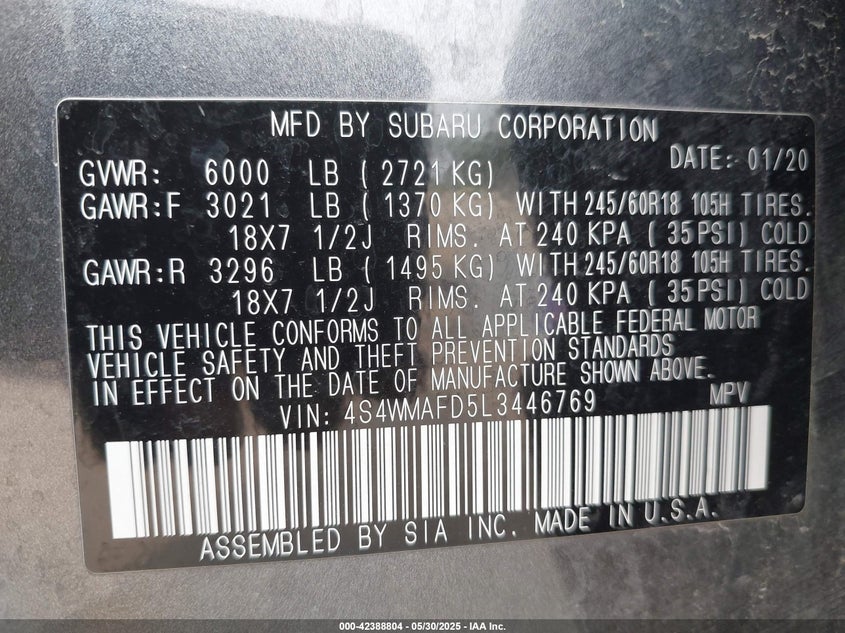 MFD BY SUBARU CORPORATION
DATE: 01/20
GVWR: 6000 LB ( 2721 KG)
GAWR:F 3021 LB ( 1370 KG) WITH 245/60R18 105H TIRES.
18X7 1/2J RIMS. AT 240 KPA ( 35 PSI) COLD
GAWR:R 3296 LB ( 1495 KG) WITH 245/60R18 105H TIRES.
18X7 1/2J RIMS. AT 240 KPA ( 35 PSI) COLD
THIS VEHICLE CONFORMS TO ALL APPLICABLE FEDERAL MOTOR
VEHICLE SAFETY AND THEFT PREVENTION STANDARDS
IN EFFECT ON THE DATE OF MANUFACTURE SHOWN ABOVE.
VIN: 4S4WMAFD5L3446769 MPV
ASSEMBLED BY SIA INC. MADE IN U.S.A.
000-42388804 — 05/30/2025 — IAA Inc.